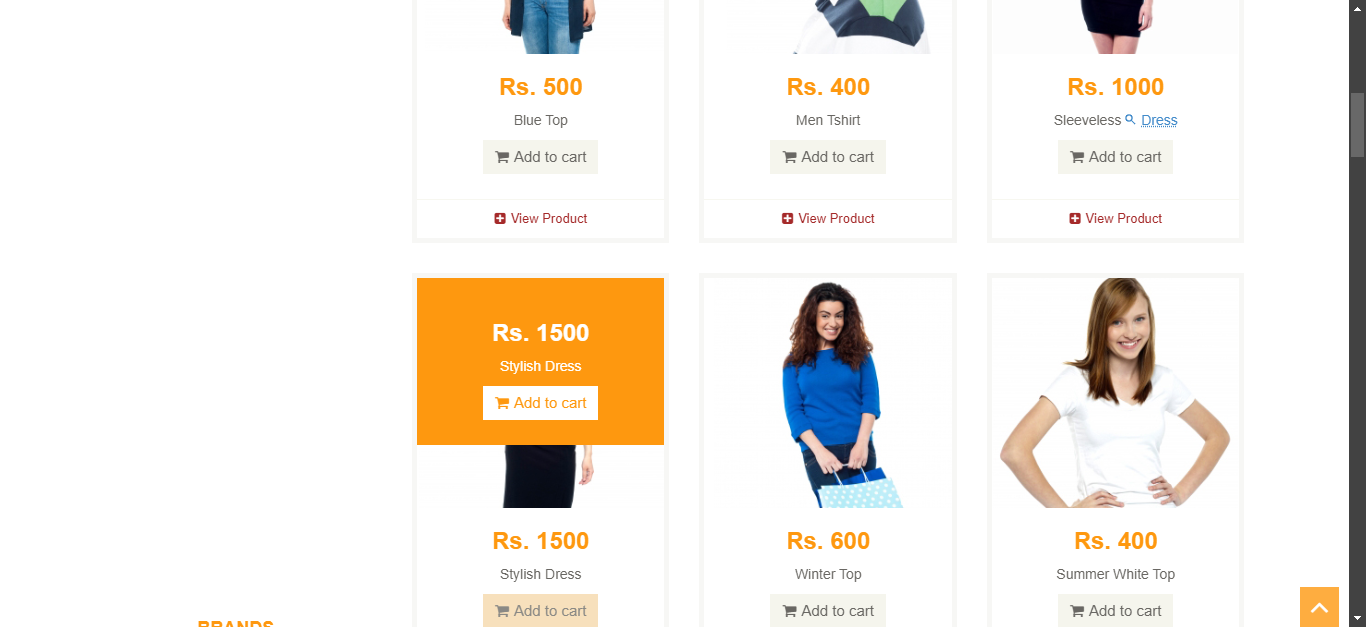 Rs. 500
Blue Top
Add to cart
View Product
Rs. 400
Men Tshirt
Add to cart
View Product
Rs. 1000
Sleeveless Dress
Add to cart
View Product
Rs. 1500
Stylish Dress
Add to cart
Rs. 1500
Stylish Dress
Add to cart
Rs. 600
Winter Top
Add to cart
Rs. 400
Summer White Top
Add to cart
BRANDS